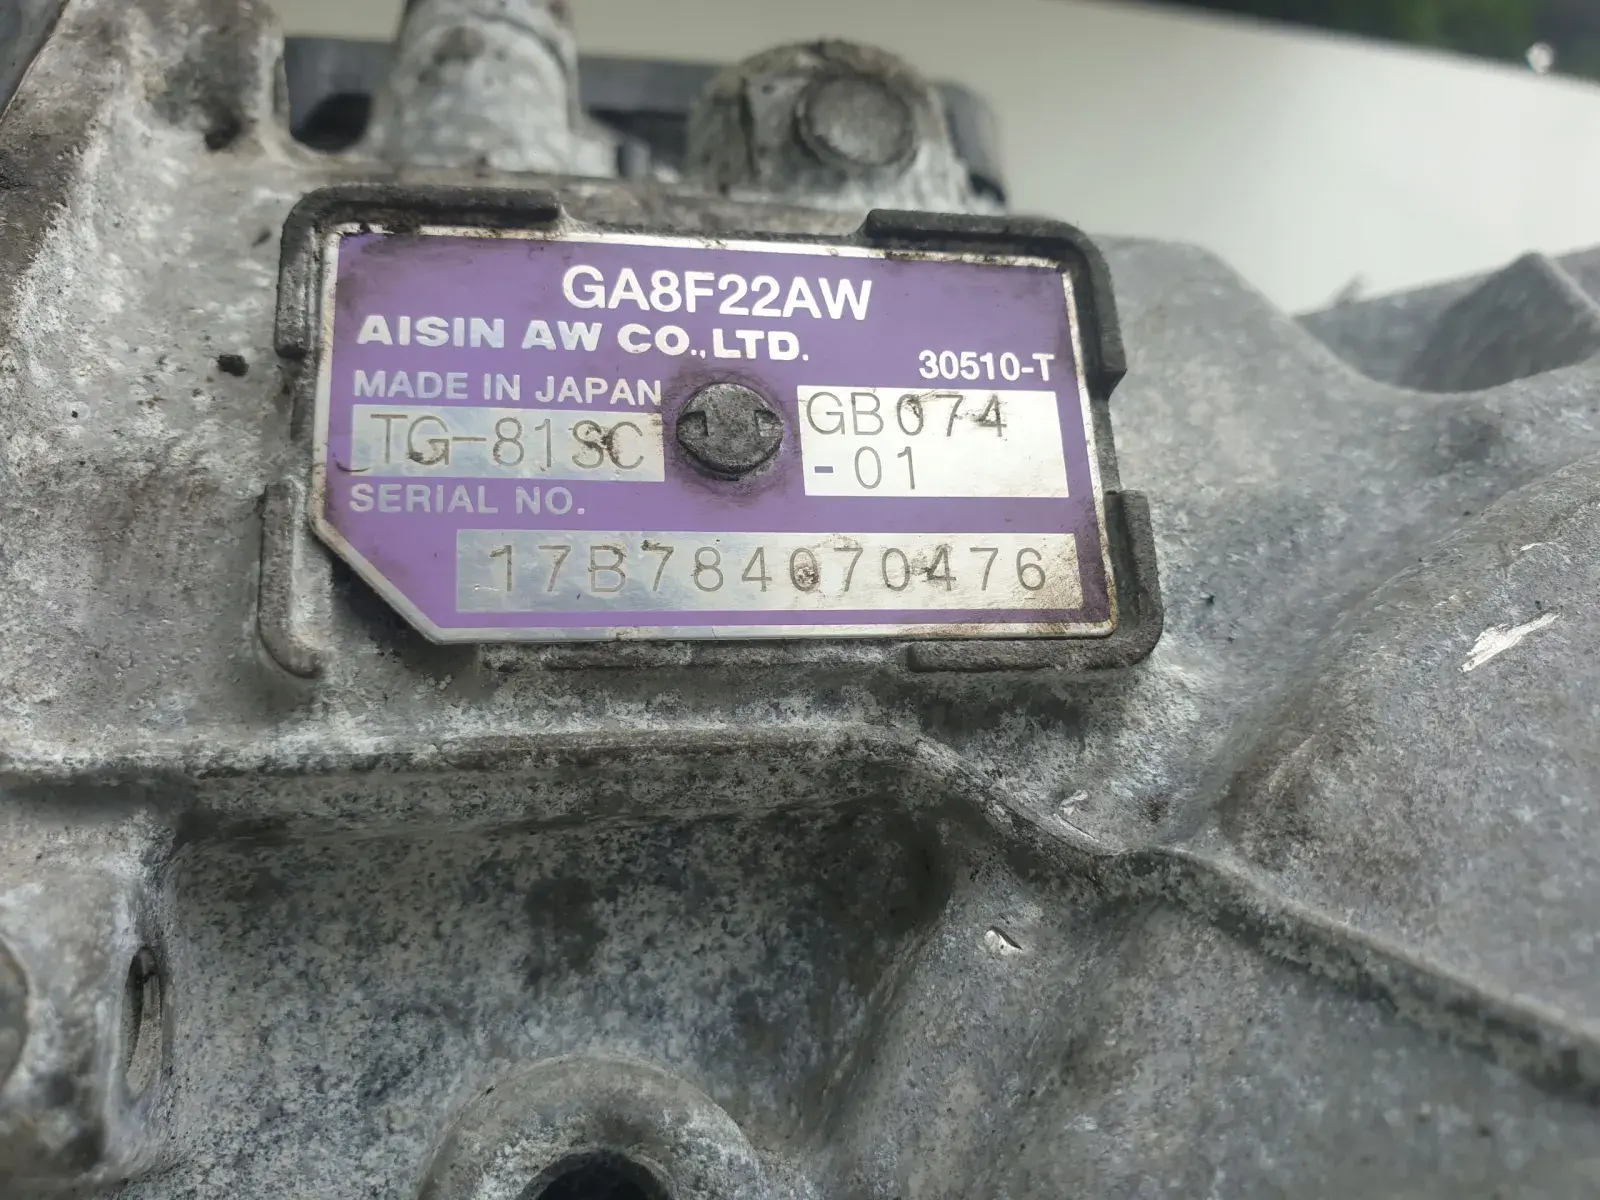 GA8F22AW
AISIN AW CO.,LTD.
30510-T
MADE IN JAPAN
TG-81SC
GB074
-01
SERIAL NO.
17B784070476